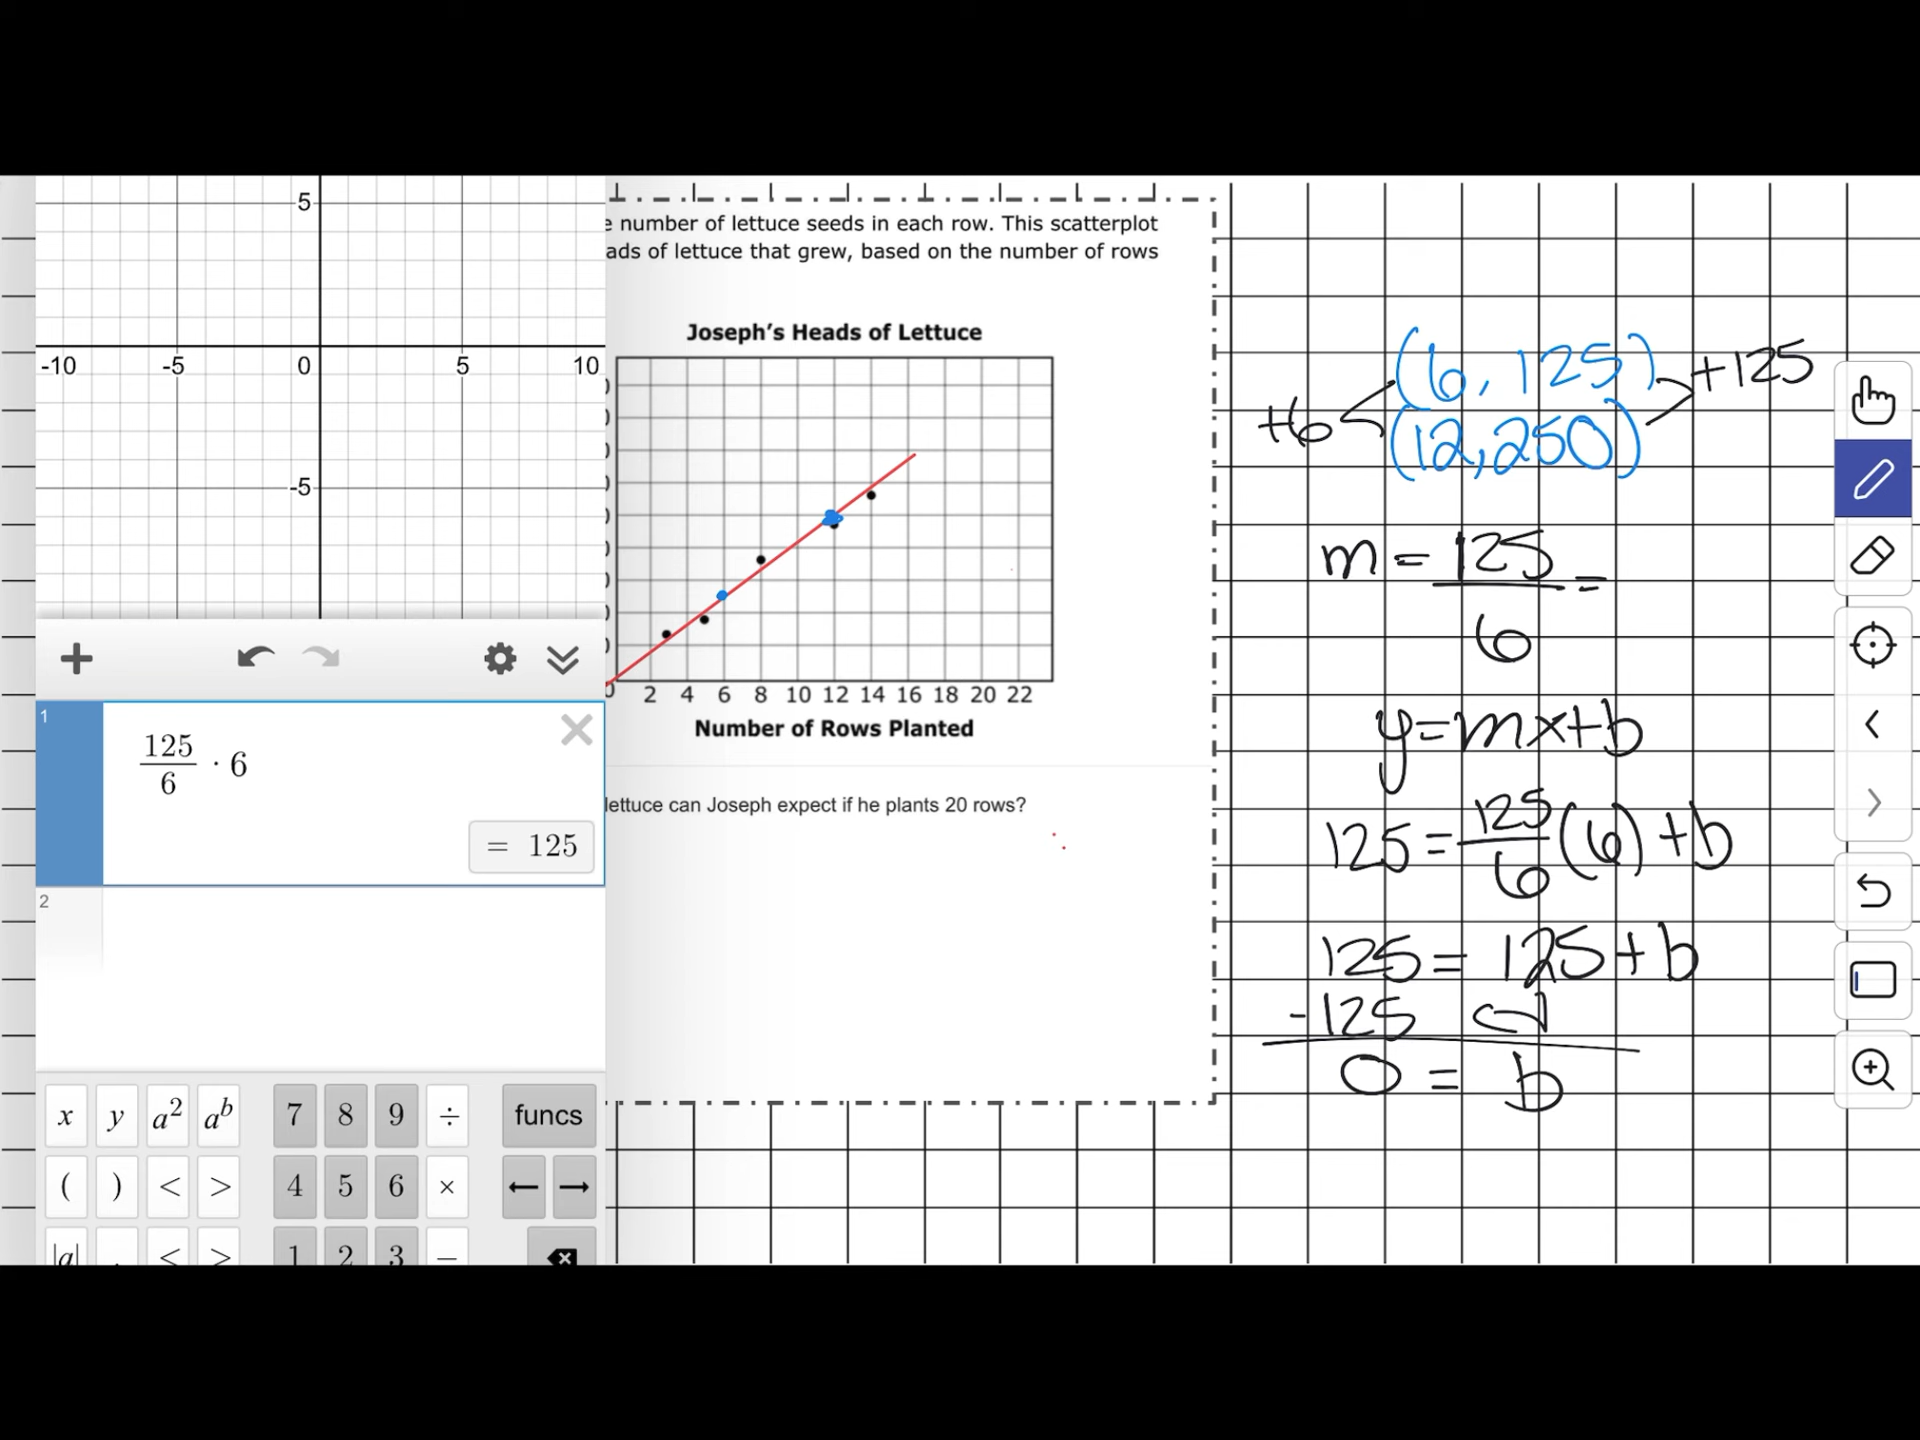 5
-10 -5 0 5 10
-5
1
125
6
· 6
= 125
2
x y a² aᵇ 7 8 9 ÷ funcs
( ) < > 4 5 6 × ← →
|a| , < > 1 2 3 −
number of lettuce seeds in each row. This scatterplot
of lettuce that grew, based on the number of rows
Joseph's Heads of Lettuce
2 4 6 8 10 12 14 16 18 20 22
Number of Rows Planted
lettuce can Joseph expect if he plants 20 rows?
(6, 125) +125
+6 (12, 250)
m = 125 =
6
y = mx + b
125 = 125 (6) + b
6
125 = 125 + b
-125
0 = b